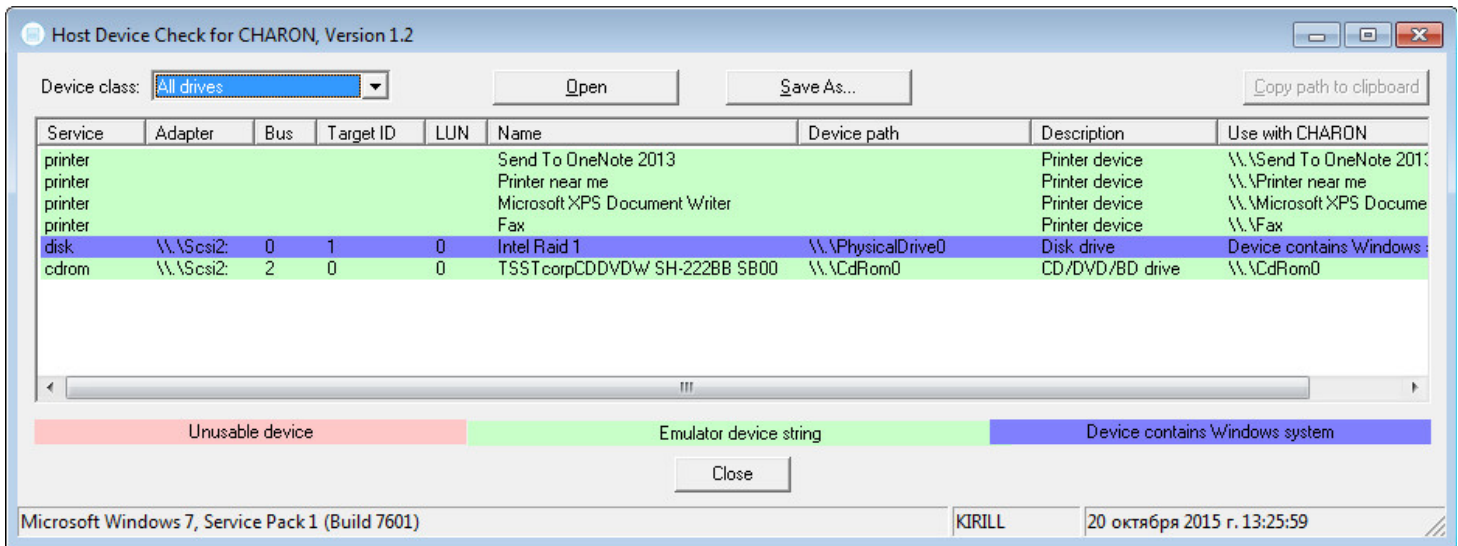 Host Device Check for CHARON, Version 1.2
Device class: All drives Open Save As... Copy path to clipboard
Service Adapter Bus Target ID LUN Name Device path Description Use with CHARON
printer Send To OneNote 2013 Printer device \\.\Send To OneNote 2013
printer Printer near me Printer device \\.\Printer near me
printer Microsoft XPS Document Writer Printer device \\.\Microsoft XPS Docume
printer Fax Printer device \\.\Fax
disk \\.\Scsi2: 0 1 0 Intel Raid 1 \\.\PhysicalDrive0 Disk drive Device contains Windows
cdrom \\.\Scsi2: 2 0 0 TSSTcorpCDDVDW SH-222BB SB00 \\.\CdRom0 CD/DVD/BD drive \\.\CdRom0
Unusable device Emulator device string Device contains Windows system
Close
Microsoft Windows 7, Service Pack 1 (Build 7601) KIRILL 20 октября 2015 г. 13:25:59